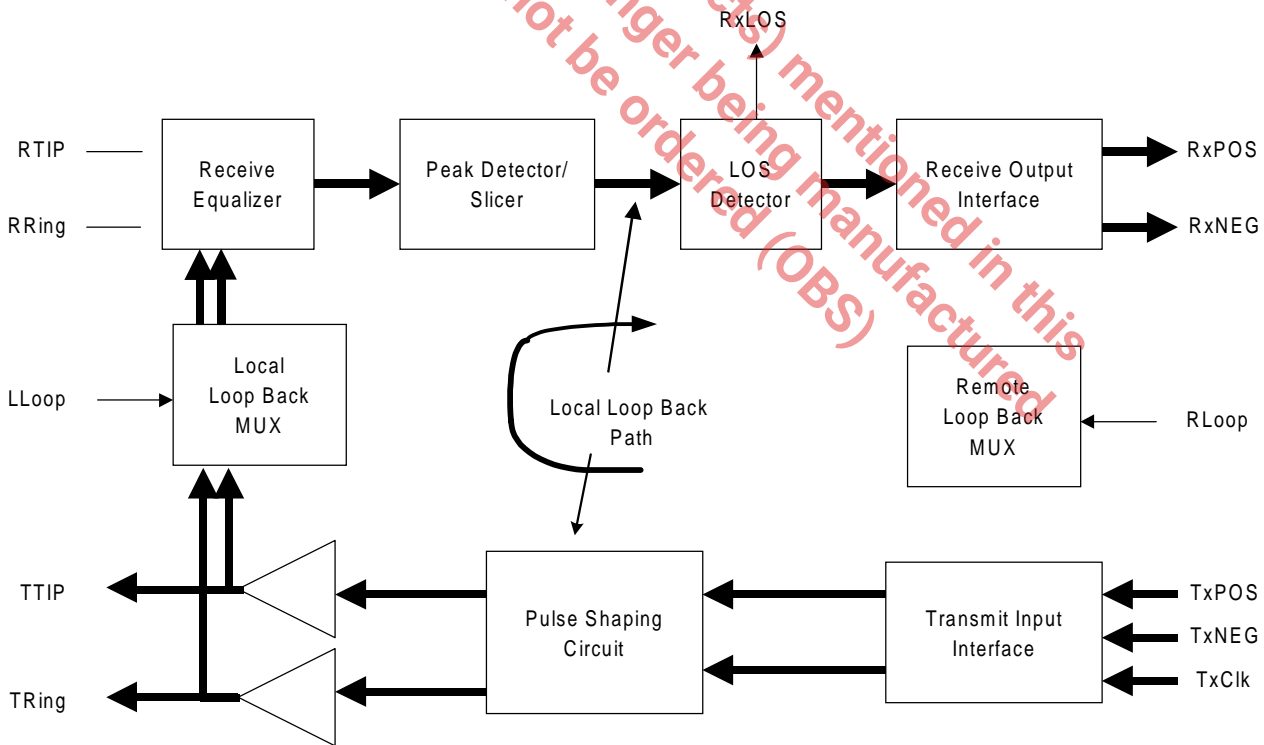 RxLOS
RTIP
RRing
Receive
Equalizer
Peak Detector/
Slicer
LOS
Detector
Receive Output
Interface
RxPOS
RxNEG
LLoop
Local
Loop Back
MUX
Local Loop Back
Path
Remote
Loop Back
MUX
RLoop
TTIP
TRing
Pulse Shaping
Circuit
Transmit Input
Interface
TxPOS
TxNEG
TxClk
mentioned in this
being manufactured
not be ordered (OBS)